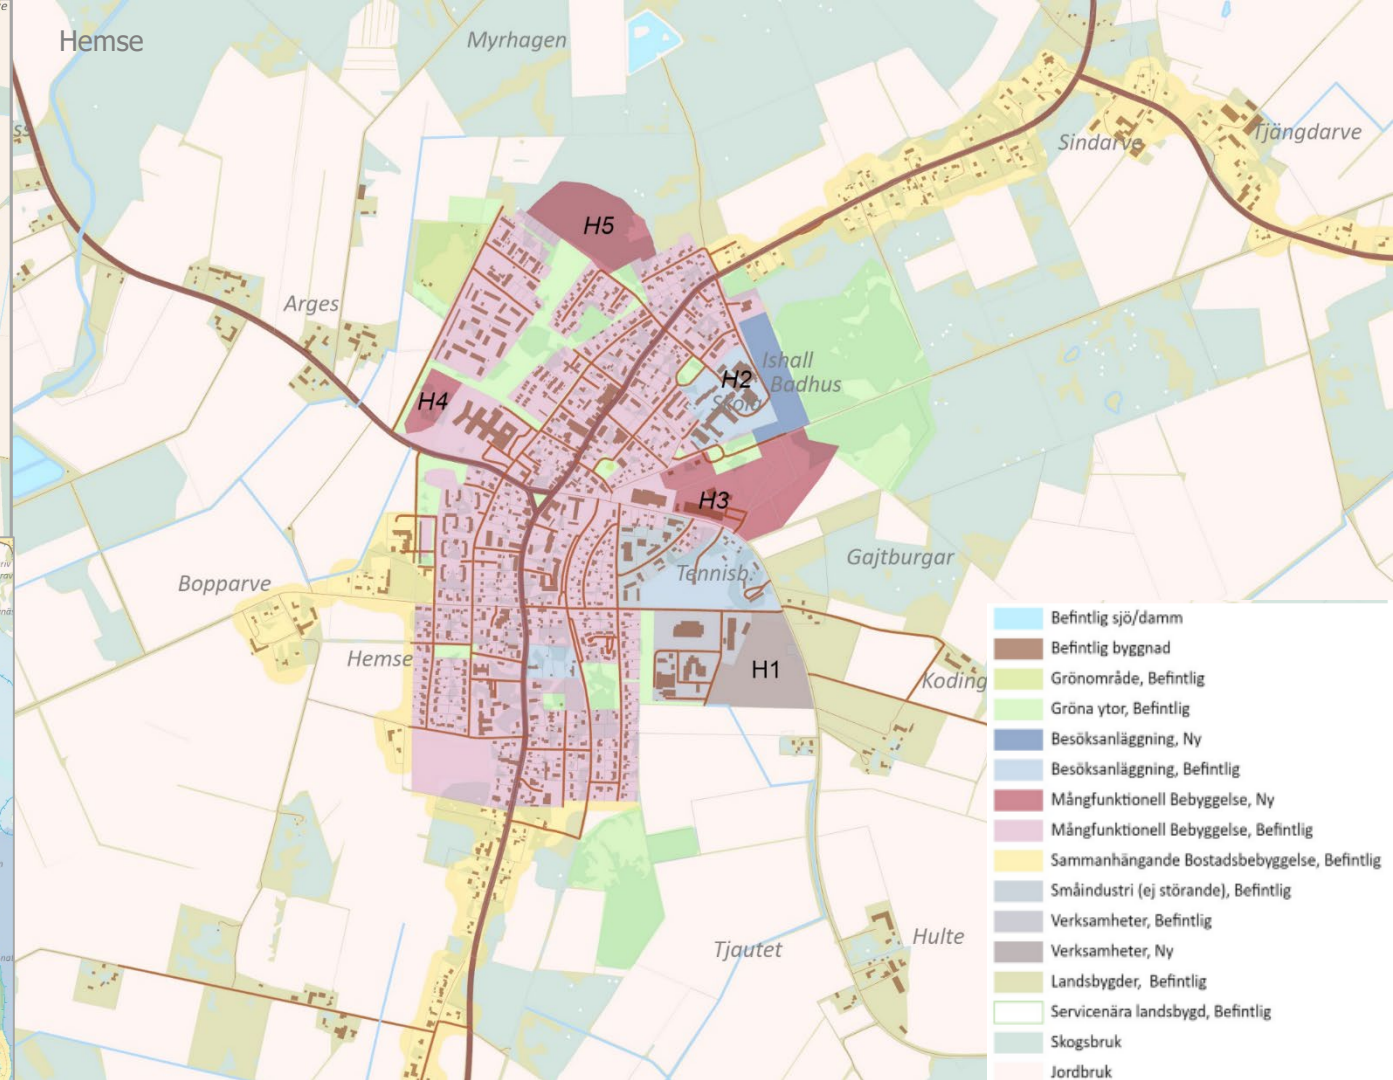 Hemse
Myrhagen
Sindarve
Tjängdarve
H5
Arges
Ishall
H2
Badhus
Skola
H4
H3
Gajtburgar
Tennisb.
Bopparve
Hemse
H1
Koding
Hulte
Tjautet
Befintlig sjö/damm
Befintlig byggnad
Grönområde, Befintlig
Gröna ytor, Befintlig
Besöksanläggning, Ny
Besöksanläggning, Befintlig
Mångfunktionell Bebyggelse, Ny
Mångfunktionell Bebyggelse, Befintlig
Sammanhängande Bostadsbebyggelse, Befintlig
Småindustri (ej störande), Befintlig
Verksamheter, Befintlig
Verksamheter, Ny
Landsbygder, Befintlig
Servicenära landsbygd, Befintlig
Skogsbruk
Jordbruk